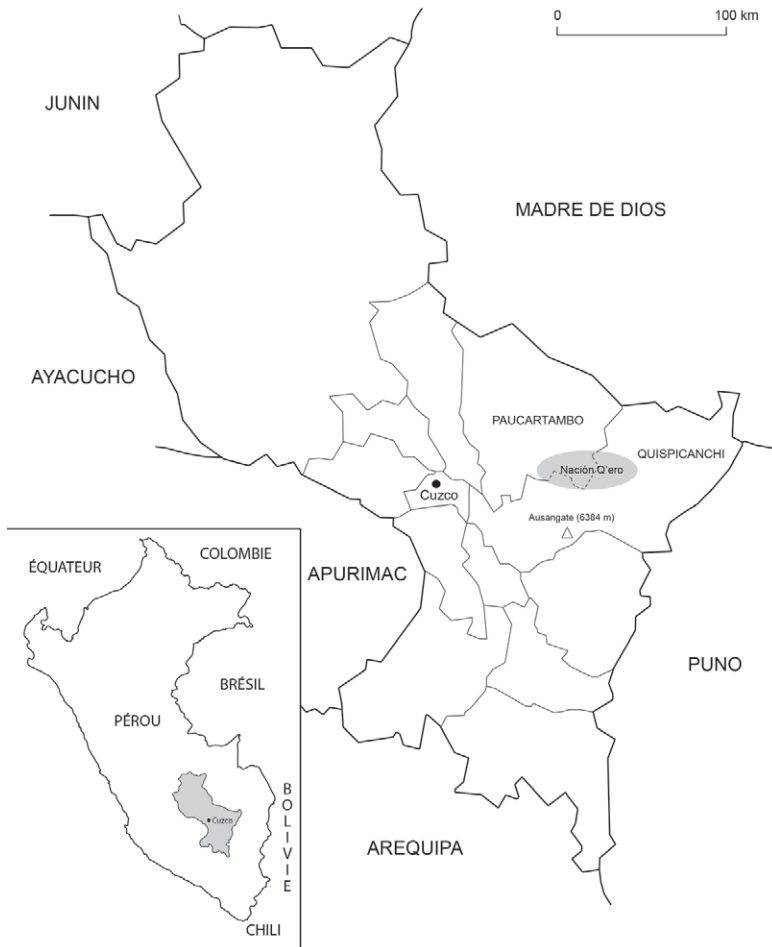 0 100 km
JUNIN
MADRE DE DIOS
AYACUCHO
PAUCARTAMBO
QUISPICANCHI
Nación Q'ero
Cuzco
Ausangate (6384 m)
APURIMAC
PUNO
AREQUIPA
COLOMBIE
ÉQUATEUR
BRÉSIL
PÉROU
Cuzco
BOLIVIE
CHILI